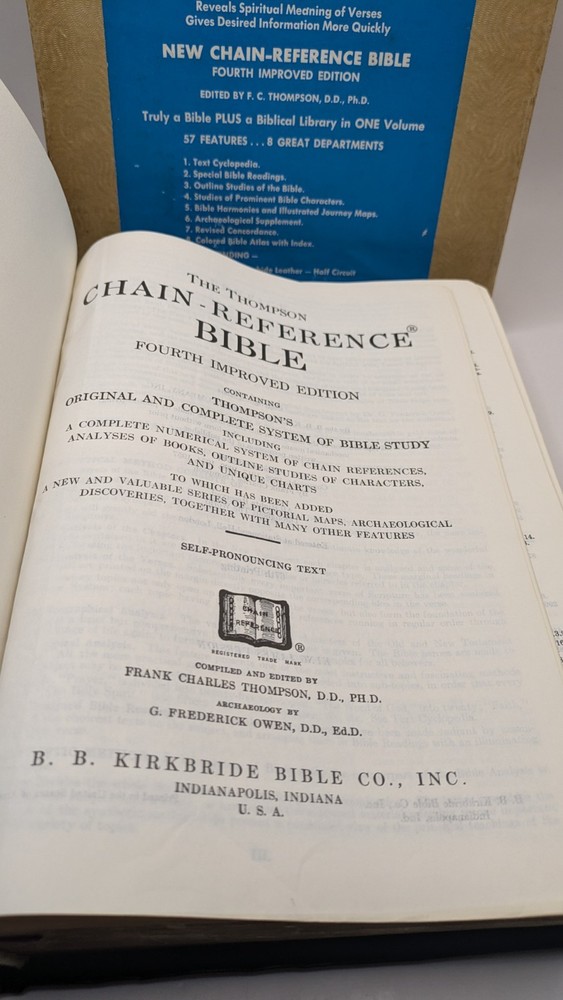 Reveals Spiritual Meaning of Verses
Gives Desired Information More Quickly
NEW CHAIN-REFERENCE BIBLE
FOURTH IMPROVED EDITION
EDITED BY F. C. THOMPSON, D.D., Ph.D.
Truly a Bible PLUS a Biblical Library in ONE Volume
57 FEATURES . . . 8 GREAT DEPARTMENTS
1. Text Cyclopedia.
2. Special Bible Readings.
3. Outline Studies of the Bible.
4. Studies of Prominent Bible Characters.
5. Bible Harmonies and Illustrated Journey Maps.
6. Archaeological Supplement.
7. Revised Concordance.
Colored Bible Atlas with Index.
Leather — Half Circuit
THE THOMPSON
CHAIN-REFERENCE®
BIBLE
FOURTH IMPROVED EDITION
CONTAINING
THOMPSON'S
ORIGINAL AND COMPLETE SYSTEM OF BIBLE STUDY
INCLUDING
A COMPLETE NUMERICAL SYSTEM OF CHAIN REFERENCES,
ANALYSES OF BOOKS, OUTLINE STUDIES OF CHARACTERS,
AND UNIQUE CHARTS
TO WHICH HAS BEEN ADDED
A NEW AND VALUABLE SERIES OF PICTORIAL MAPS, ARCHAEOLOGICAL
DISCOVERIES, TOGETHER WITH MANY OTHER FEATURES
SELF-PRONOUNCING TEXT
CHAIN
REFERENCE
®
REGISTERED TRADE MARK
COMPILED AND EDITED BY
FRANK CHARLES THOMPSON, D.D., PH.D.
ARCHAEOLOGY BY
G. FREDERICK OWEN, D.D., Ed.D.
B. B. KIRKBRIDE BIBLE CO., INC.
INDIANAPOLIS, INDIANA
U. S. A.